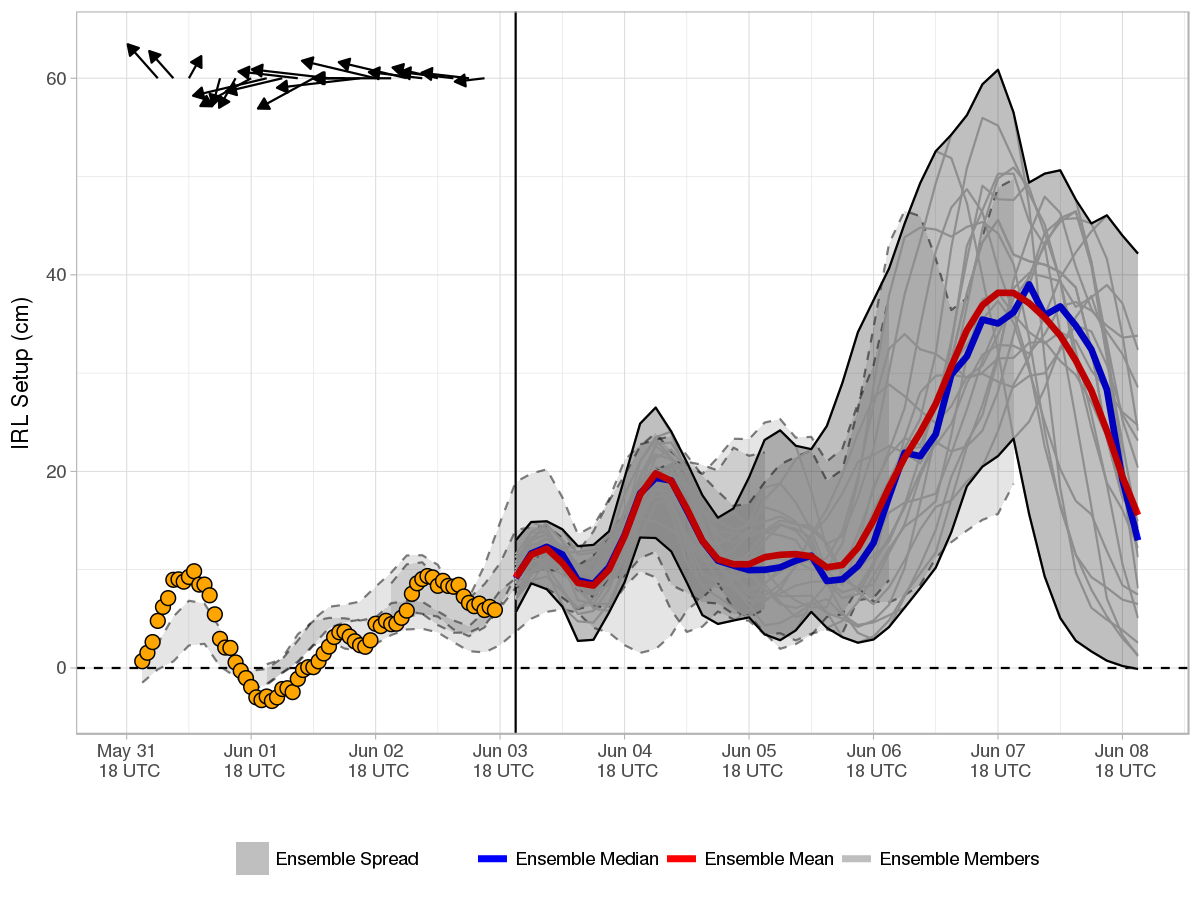 60
40
20
0
IRL Setup (cm)
May 31
18 UTC
Jun 01
18 UTC
Jun 02
18 UTC
Jun 03
18 UTC
Jun 04
18 UTC
Jun 05
18 UTC
Jun 06
18 UTC
Jun 07
18 UTC
Jun 08
18 UTC
Ensemble Spread
Ensemble Median
Ensemble Mean
Ensemble Members